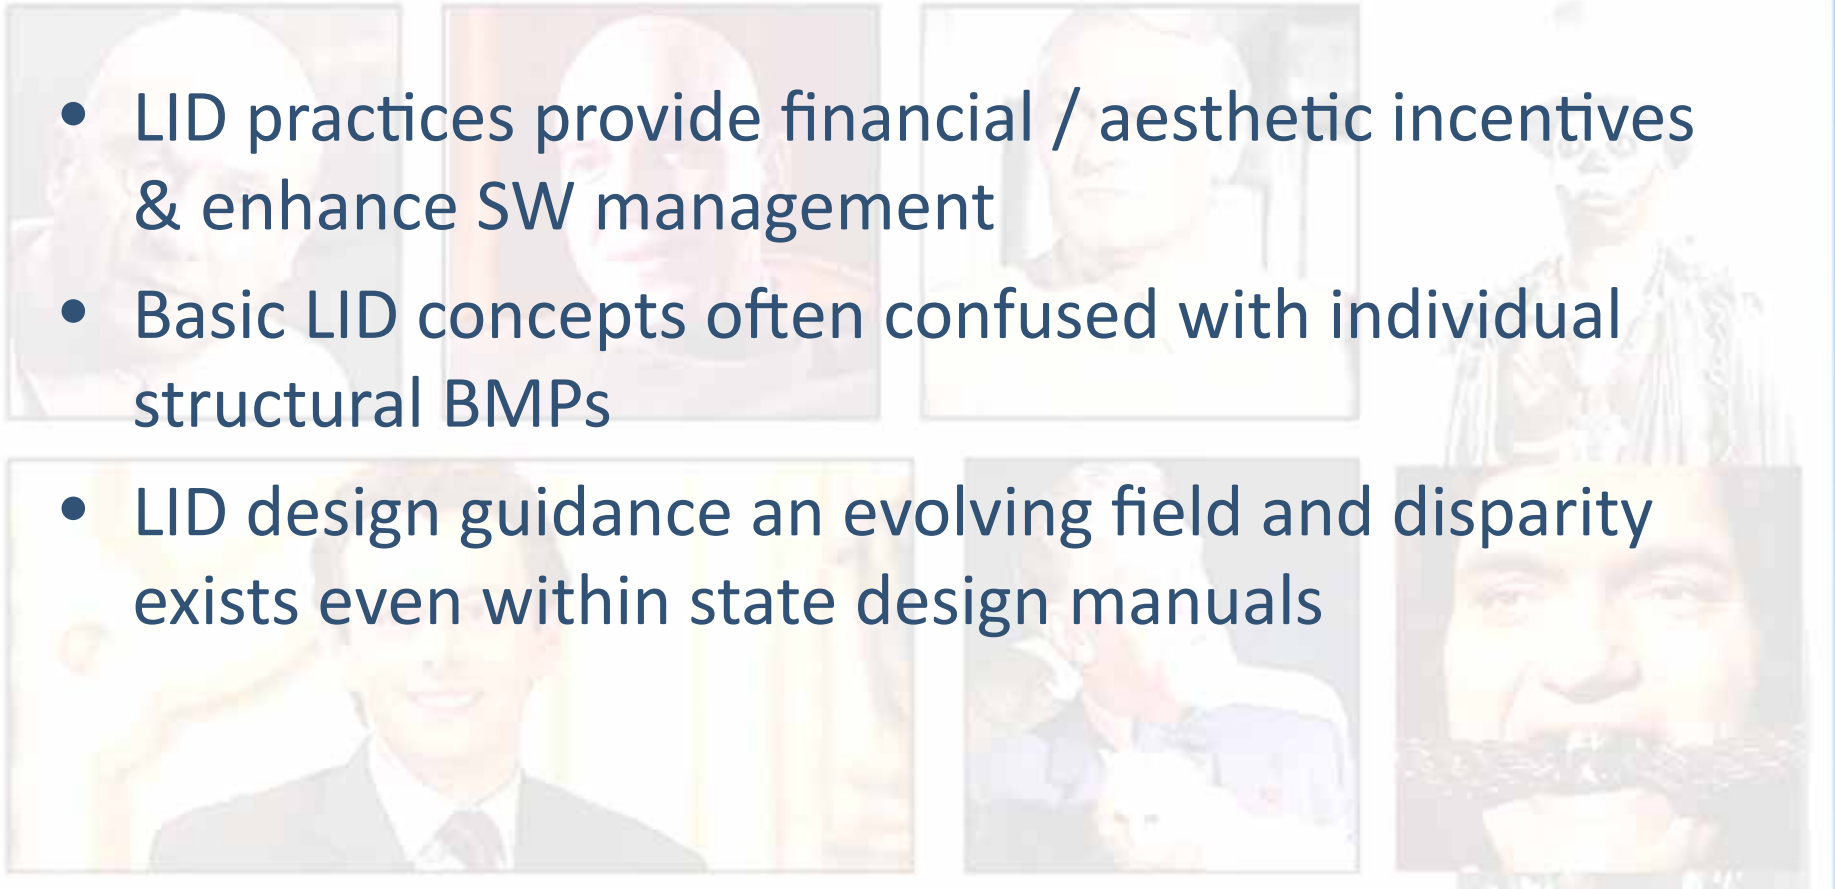 • LID practices provide financial / aesthetic incentives
& enhance SW management
• Basic LID concepts often confused with individual
structural BMPs
• LID design guidance an evolving field and disparity
exists even within state design manuals